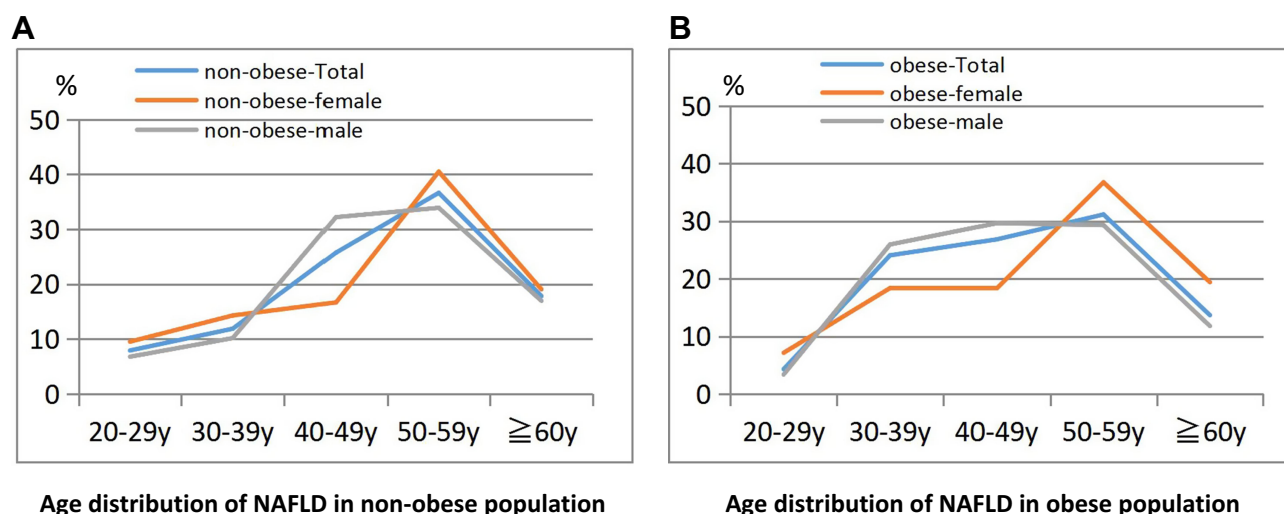 A
%
non-obese-Total
non-obese-female
non-obese-male
50
40
30
20
10
0
20-29y 30-39y 40-49y 50-59y ≧60y
Age distribution of NAFLD in non-obese population
B
%
obese-Total
obese-female
obese-male
50
40
30
20
10
0
20-29y 30-39y 40-49y 50-59y ≧60y
Age distribution of NAFLD in obese population